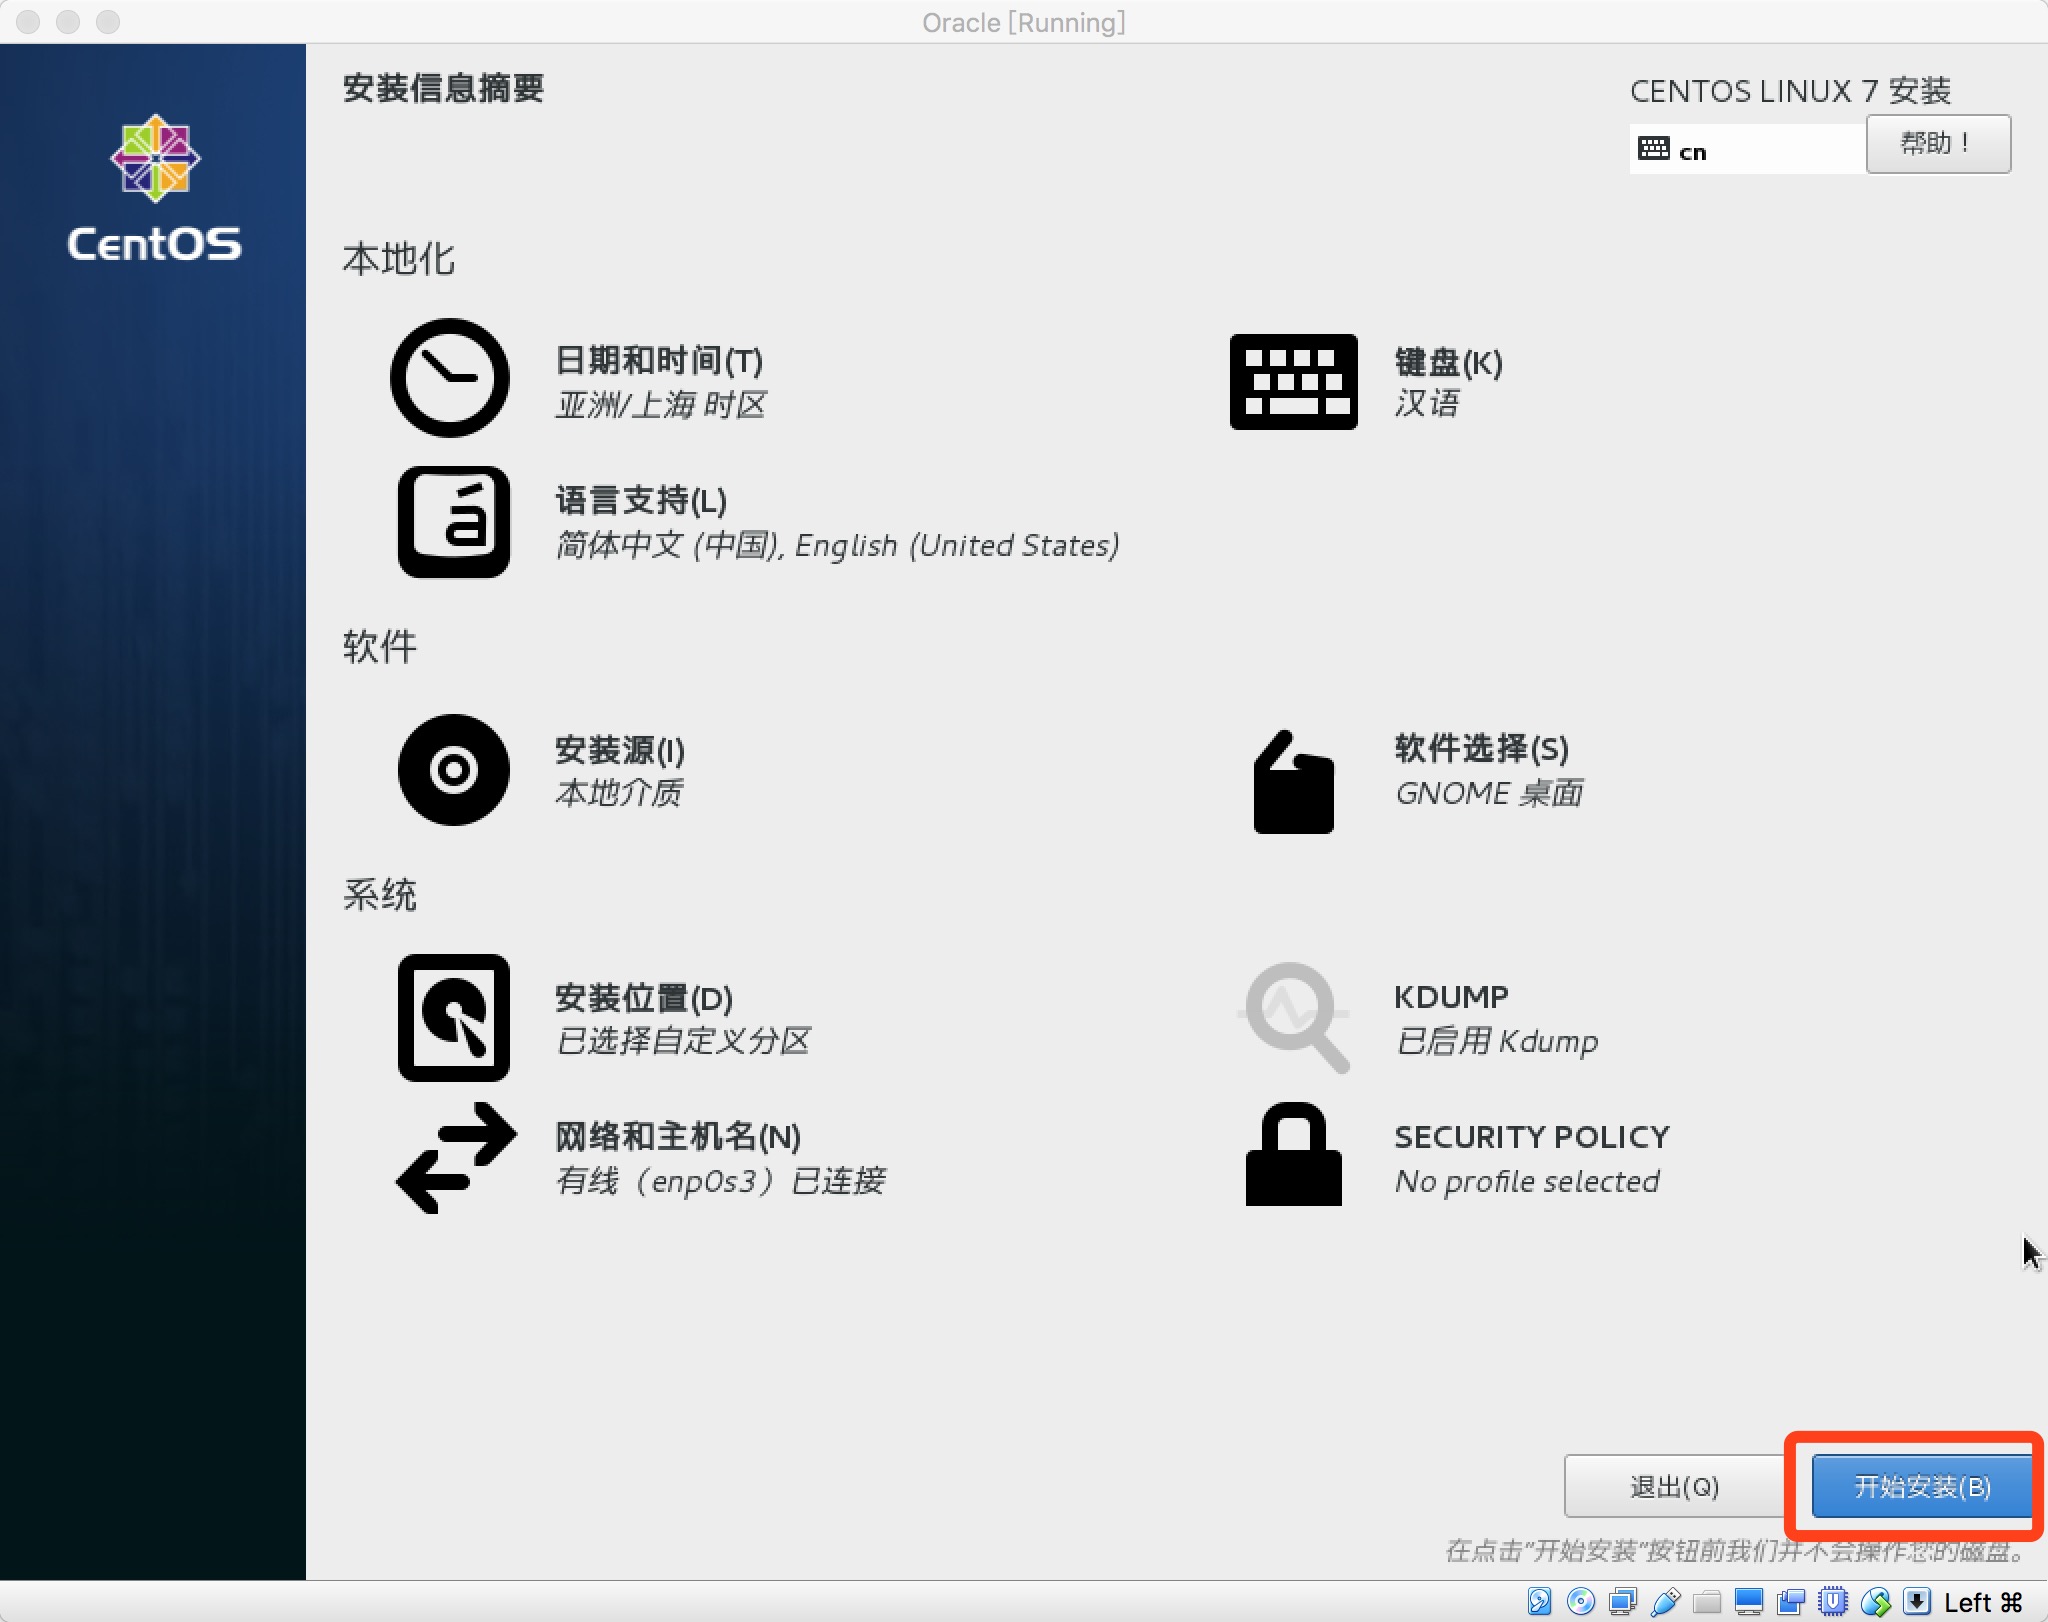 Oracle [Running]
CentOS
安装信息摘要
CENTOS LINUX 7 安装
cn
帮助！
本地化
日期和时间(T)
亚洲/上海 时区
键盘(K)
汉语
语言支持(L)
简体中文 (中国), English (United States)
软件
安装源(I)
本地介质
软件选择(S)
GNOME 桌面
系统
安装位置(D)
已选择自定义分区
KDUMP
已启用 Kdump
网络和主机名(N)
有线（enp0s3）已连接
SECURITY POLICY
No profile selected
退出(Q)
开始安装(B)
在点击"开始安装"按钮前我们并不会操作您的磁盘。
Left ⌘